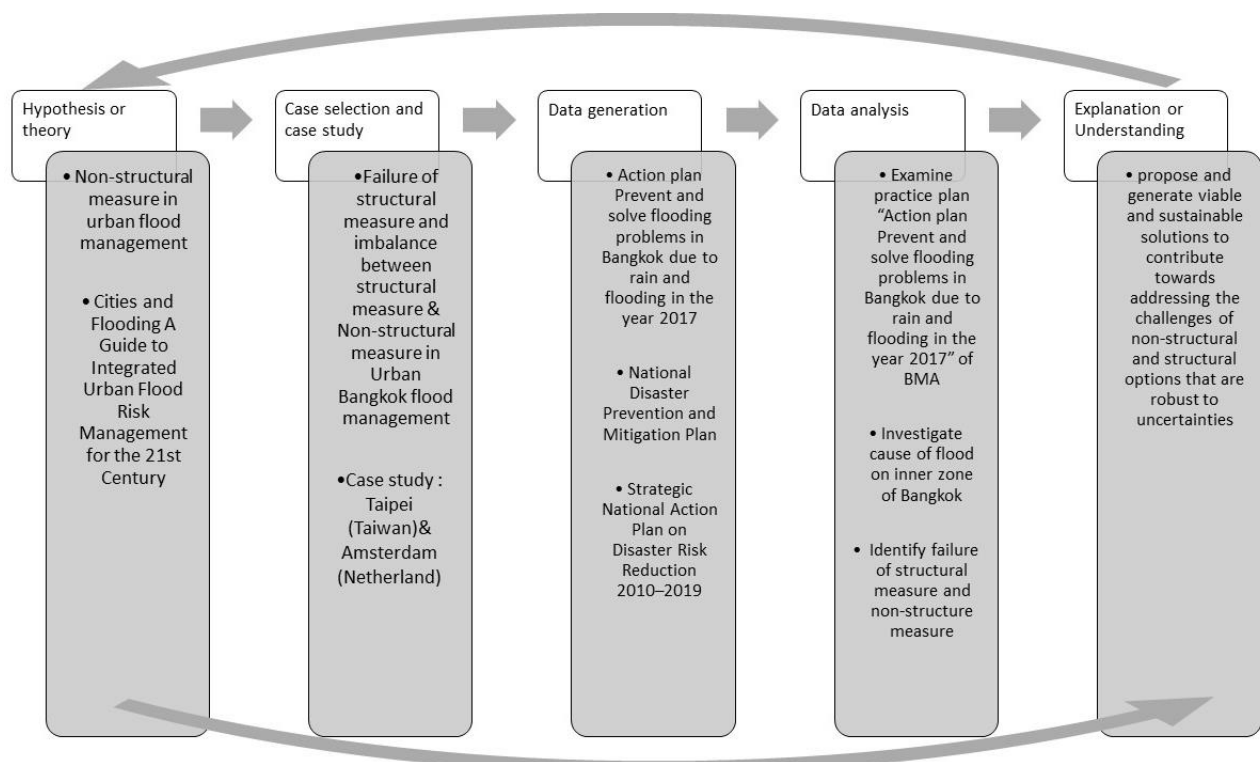 Hypothesis or
theory
• Non-structural
measure in
urban flood
management
• Cities and
Flooding A
Guide to
Integrated
Urban Flood
Risk
Management
for the 21st
Century
Case selection and
case study
•Failure of
structural
measure and
imbalance
between
structural
measure &
Non-structural
measure in
Urban
Bangkok flood
management
•Case study :
Taipei
(Taiwan)&
Amsterdam
(Netherland)
Data generation
• Action plan
Prevent and
solve flooding
problems in
Bangkok due to
rain and
flooding in the
year 2017
• National
Disaster
Prevention and
Mitigation Plan
• Strategic
National Action
Plan on
Disaster Risk
Reduction
2010–2019
Data analysis
• Examine
practice plan
“Action plan
Prevent and
solve flooding
problems in
Bangkok due to
rain and
flooding in the
year 2017” of
BMA
• Investigate
cause of flood
on inner zone
of Bangkok
• Identify failure
of structural
measure and
non-structure
measure
Explanation or
Understanding
• propose and
generate viable
and sustainable
solutions to
contribute
towards
addressing the
challenges of
non-structural
and structural
options that are
robust to
uncertainties